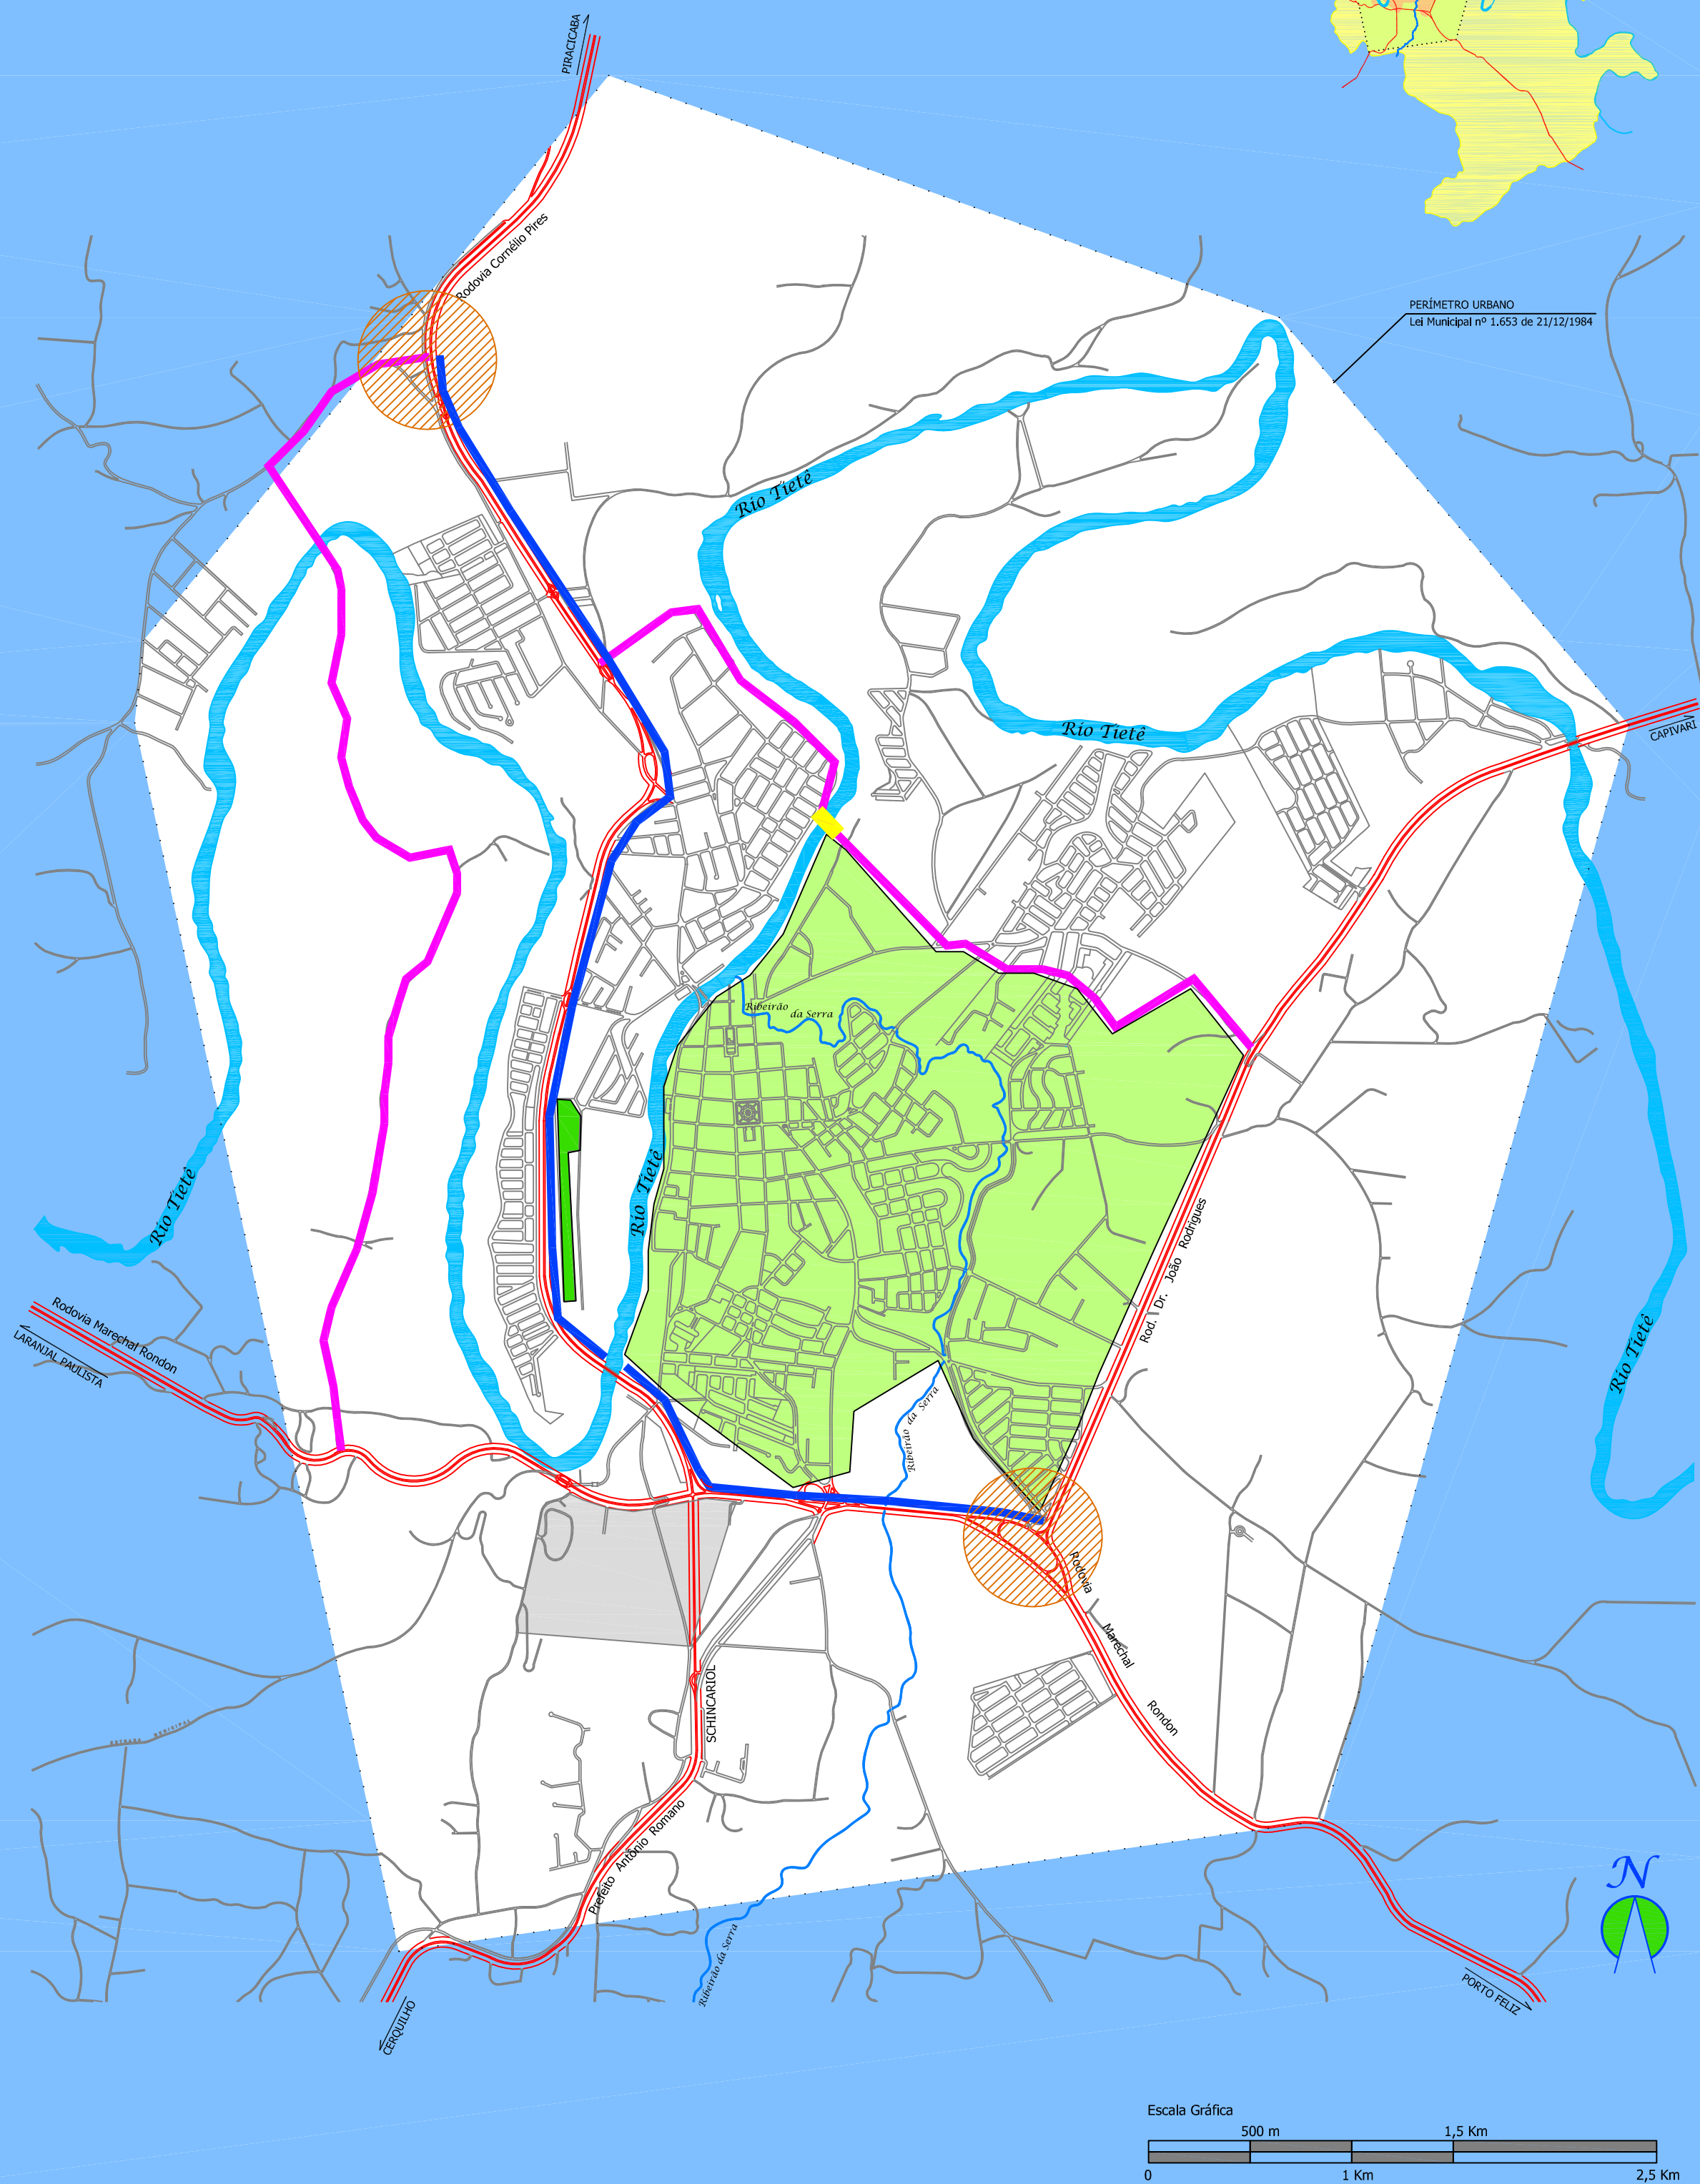 PIRACICABA
Rodovia Cornélio Pires
PERÍMETRO URBANO
Lei Municipal nº 1.653 de 21/12/1984
Rio Tietê
Rio Tietê
CAPIVARI
Ribeirão
da Serra
Rio Tietê
Rio Tietê
Rod. Dr. João Rodrigues
Rodovia Marechal Rondon
LARANJAL PAULISTA
Rio Tietê
Ribeirão da Serra
Rodovia
Marechal
Rondon
SCHINCARIOL
ESTRADA MUNICIPAL
Prefeito Antônio Romano
N
Ribeirão da Serra
CERQUILHO
PORTO FELIZ
Escala Gráfica
500 m 1,5 Km
0 1 Km 2,5 Km